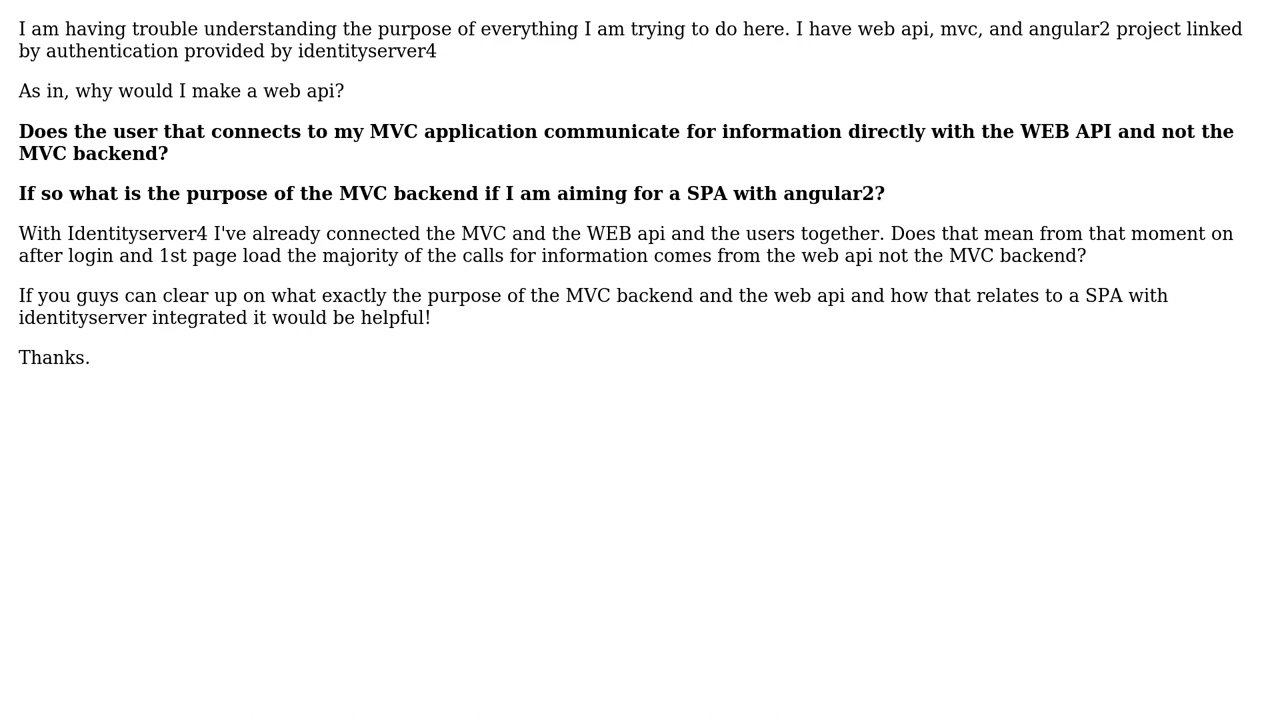 I am having trouble understanding the purpose of everything I am trying to do here. I have web api, mvc, and angular2 project linked
by authentication provided by identityserver4
As in, why would I make a web api?
Does the user that connects to my MVC application communicate for information directly with the WEB API and not the
MVC backend?
If so what is the purpose of the MVC backend if I am aiming for a SPA with angular2?
With Identityserver4 I've already connected the MVC and the WEB api and the users together. Does that mean from that moment on
after login and 1st page load the majority of the calls for information comes from the web api not the MVC backend?
If you guys can clear up on what exactly the purpose of the MVC backend and the web api and how that relates to a SPA with
identityserver integrated it would be helpful!
Thanks.